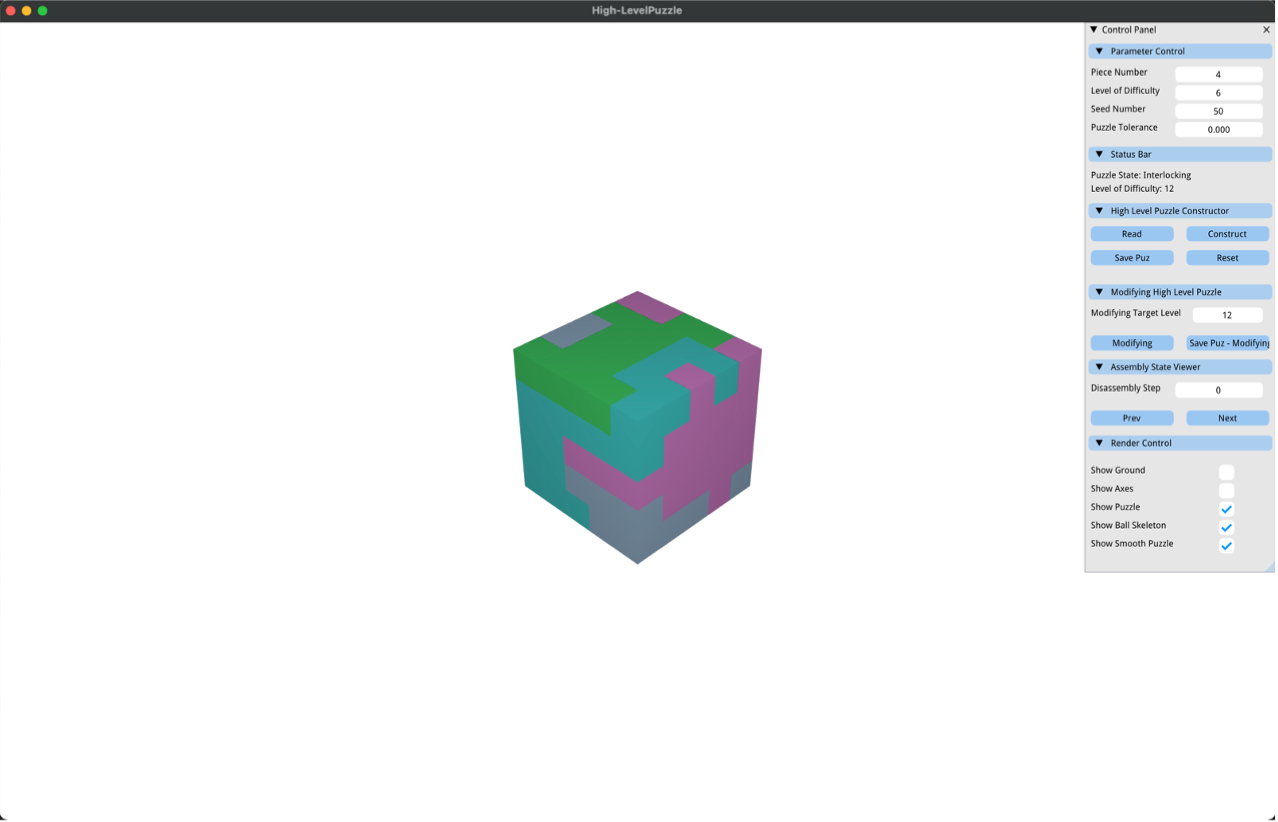 High-LevelPuzzle
Control Panel
Parameter Control
Piece Number 4
Level of Difficulty 6
Seed Number 50
Puzzle Tolerance 0.000
Status Bar
Puzzle State: Interlocking
Level of Difficulty: 12
High Level Puzzle Constructor
Read Construct
Save Puz Reset
Modifying High Level Puzzle
Modifying Target Level 12
Modifying Save Puz - Modifying
Assembly State Viewer
Disassembly Step 0
Prev Next
Render Control
Show Ground
Show Axes
Show Puzzle
Show Ball Skeleton
Show Smooth Puzzle